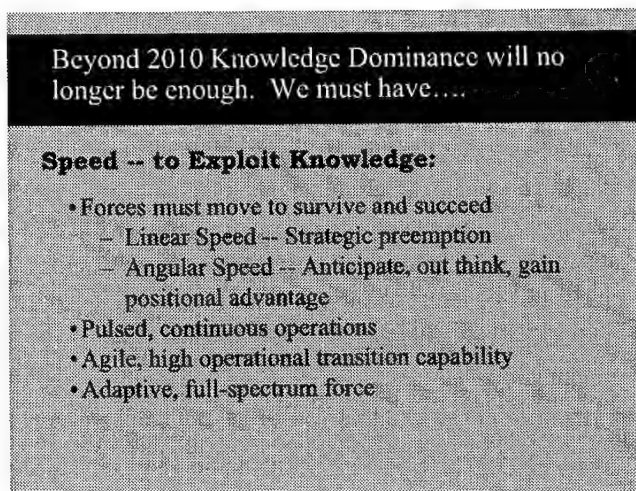 Beyond 2010 Knowledge Dominance will no
longer be enough. We must have....
Speed -- to Exploit Knowledge:
•Forces must move to survive and succeed
– Linear Speed -- Strategic preemption
– Angular Speed -- Anticipate, out think, gain
positional advantage
•Pulsed, continuous operations
•Agile, high operational transition capability
•Adaptive, full-spectrum force